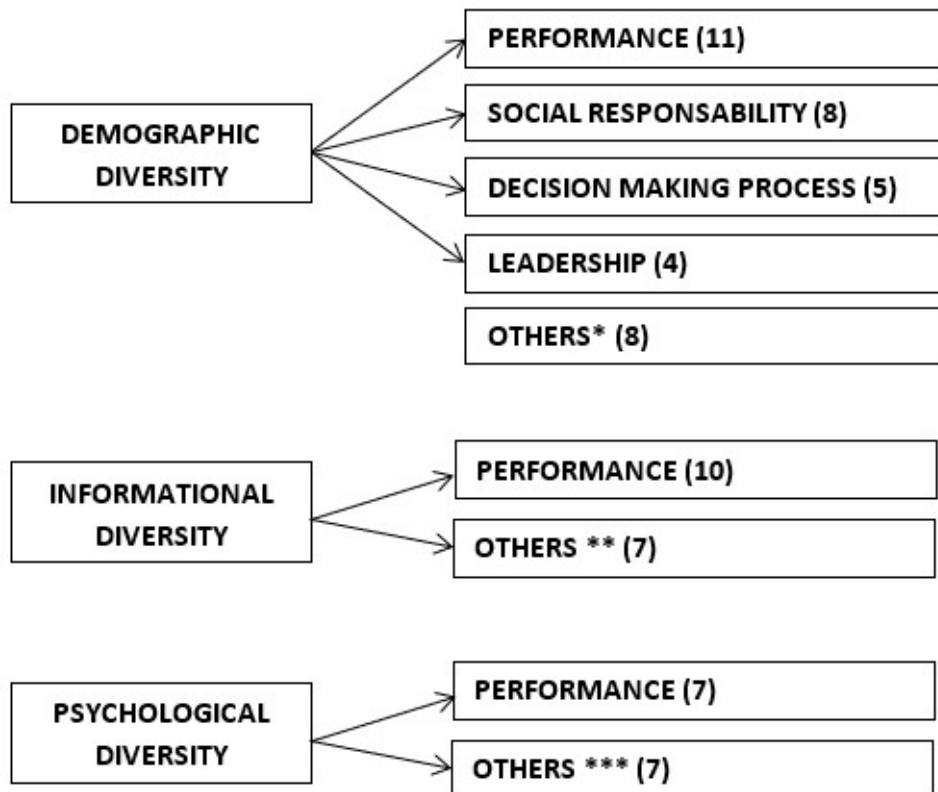 PERFORMANCE (11)
SOCIAL RESPONSABILITY (8)
DEMOGRAPHIC
DIVERSITY
DECISION MAKING PROCESS (5)
LEADERSHIP (4)
OTHERS* (8)
INFORMATIONAL
DIVERSITY
PERFORMANCE (10)
OTHERS ** (7)
PSYCHOLOGICAL
DIVERSITY
PERFORMANCE (7)
OTHERS *** (7)